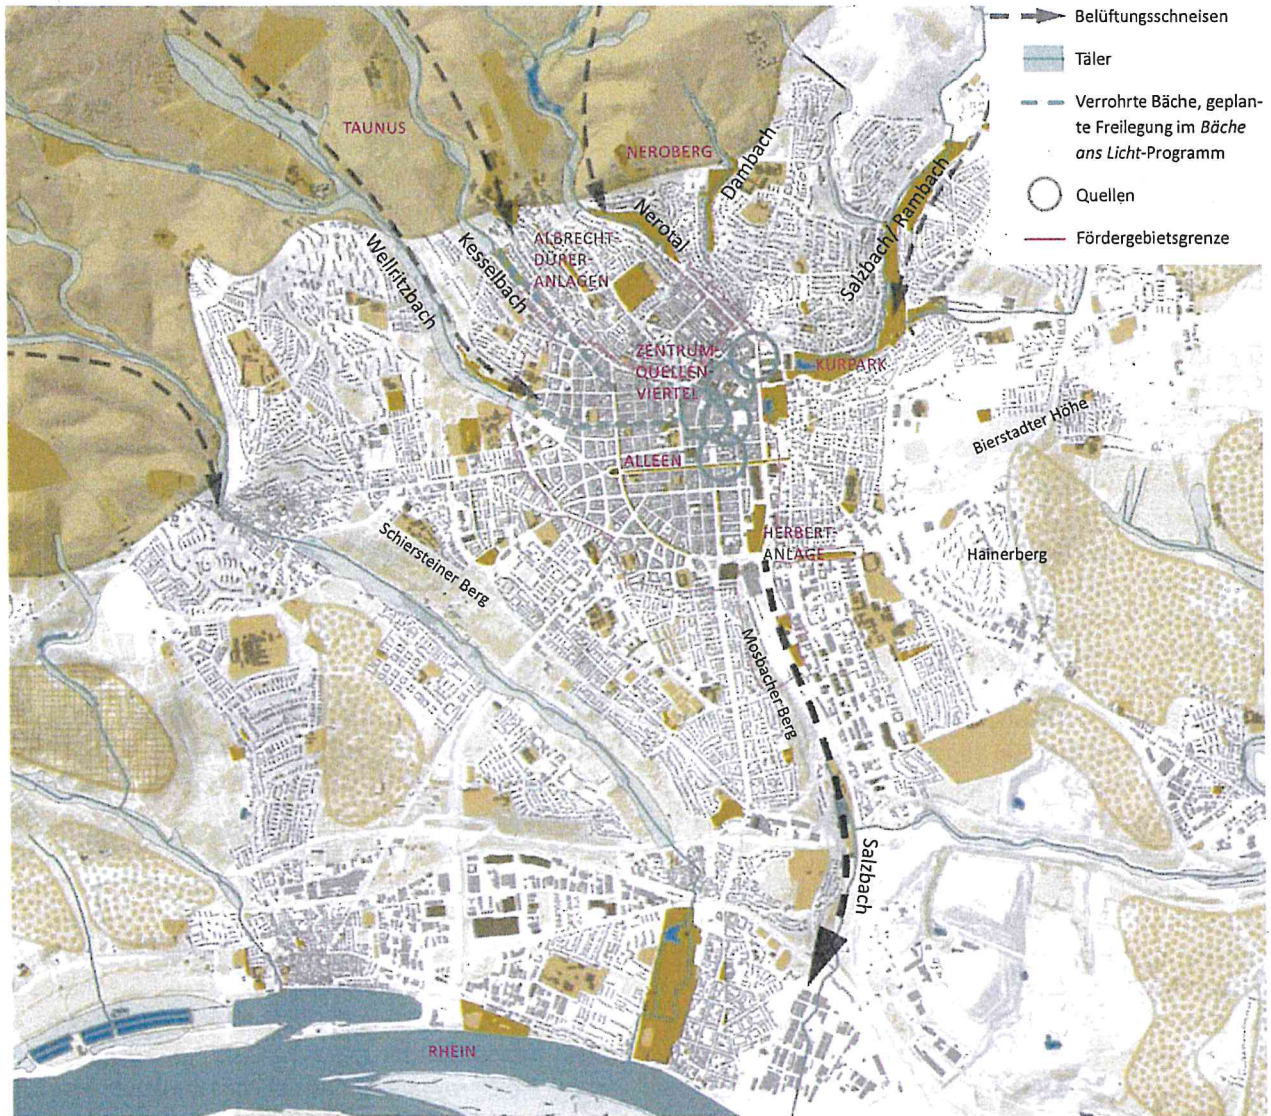 Belüftungsschneisen
Täler
Verrohrte Bäche, geplan-
te Freilegung im Bäche
ans Licht-Programm
Quellen
Fördergebietsgrenze
TAUNUS
NEROBERG
Dambach
Nerotal
Salzbach/ Rambach
ALBRECHT-
DÜRER-
ANLAGEN
Kesselbach
Wellritzbach
ZENTRUM-
QUELLEN
VIERTEL
KURPARK
Bierstadter Höhe
ALLEEN
HERBERT-
ANLAGE
Hainerberg
Schiersteiner Berg
Mosbacher Berg
Salzbach
RHEIN